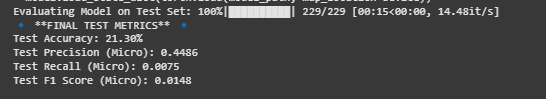 Evaluating Model on Test Set: 100%|██████████| 229/229 [00:15<00:00, 14.48it/s]
🔹 **FINAL TEST METRICS** 🔹
Test Accuracy: 21.30%
Test Precision (Micro): 0.4486
Test Recall (Micro): 0.0075
Test F1 Score (Micro): 0.0148